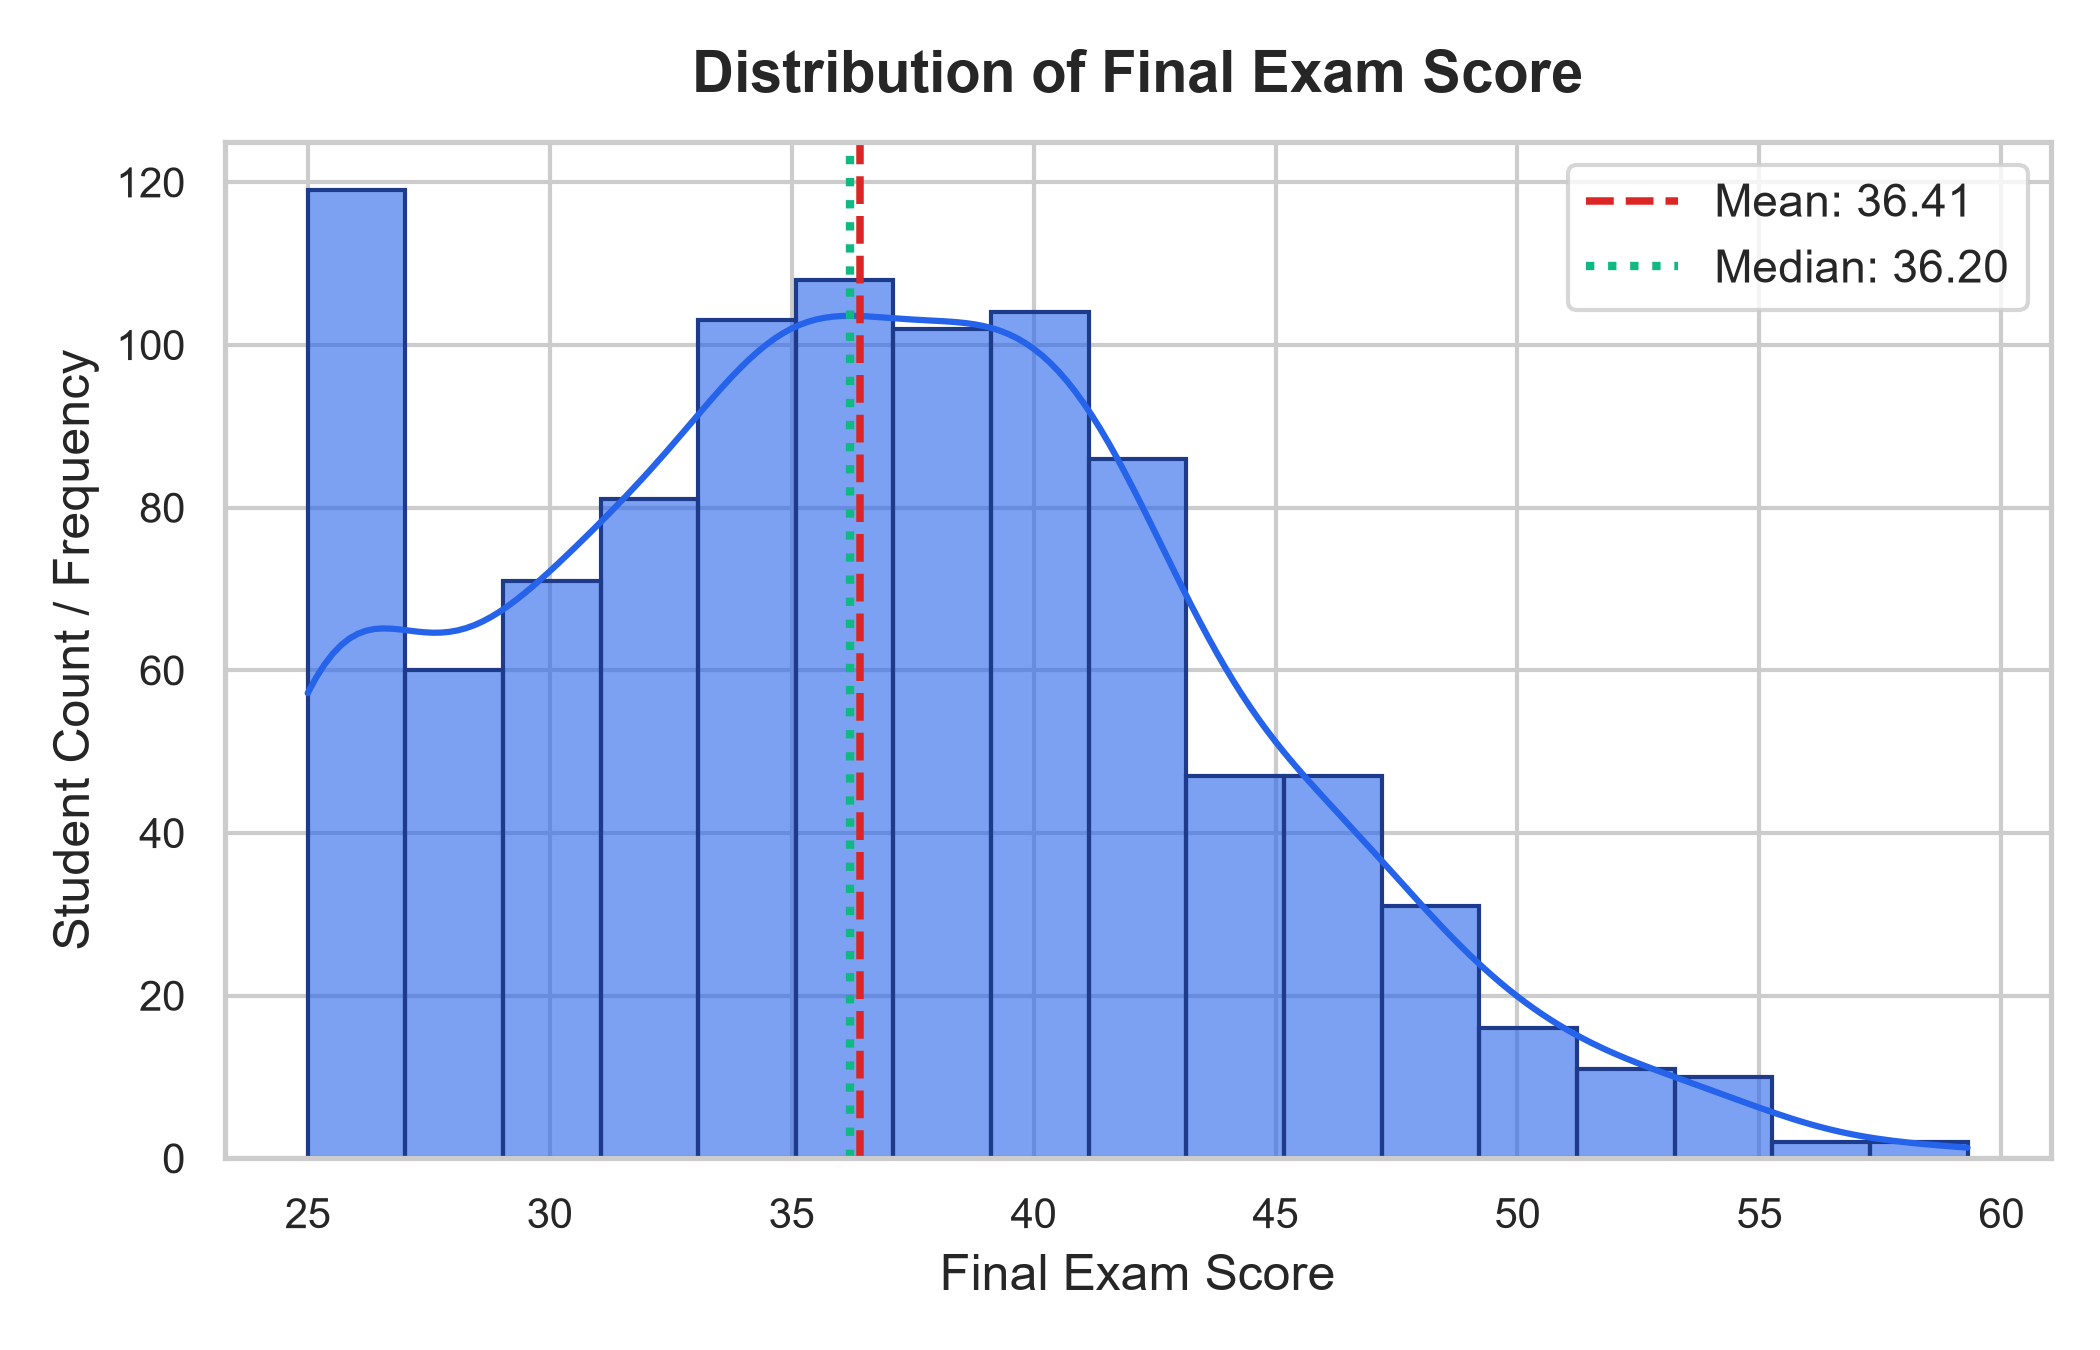 Distribution of Final Exam Score
Mean: 36.41
Median: 36.20
Student Count / Frequency
120
100
80
60
40
20
0
25 30 35 40 45 50 55 60
Final Exam Score